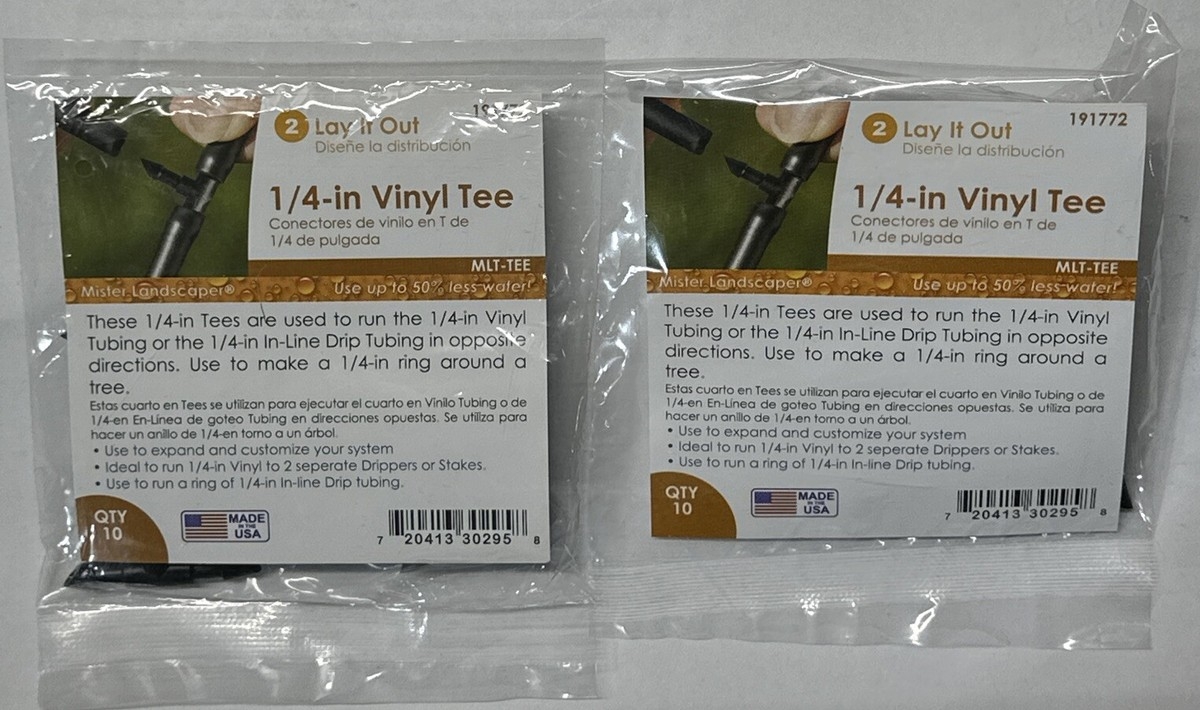 2 Lay It Out
Diseñe la distribución
1/4-in Vinyl Tee
Conectores de vinilo en T de
1/4 de pulgada
MLT-TEE
Mister Landscaper® Use up to 50% less water!
These 1/4-in Tees are used to run the 1/4-in Vinyl
Tubing or the 1/4-in In-Line Drip Tubing in opposite
directions. Use to make a 1/4-in ring around a
tree.
Estas cuarto en Tees se utilizan para ejecutar el cuarto en Vinilo Tubing o de
1/4-en En-Línea de goteo Tubing en direcciones opuestas. Se utiliza para
hacer un anillo de 1/4-en torno a un árbol.
• Use to expand and customize your system
• Ideal to run 1/4-in Vinyl to 2 seperate Drippers or Stakes.
• Use to run a ring of 1/4-in In-line Drip tubing.
QTY
10
MADE
IN THE
USA
7 20413 30295 8
191772
2 Lay It Out
Diseñe la distribución
1/4-in Vinyl Tee
Conectores de vinilo en T de
1/4 de pulgada
MLT-TEE
Mister Landscaper® Use up to 50% less water!
These 1/4-in Tees are used to run the 1/4-in Vinyl
Tubing or the 1/4-in In-Line Drip Tubing in opposite
directions. Use to make a 1/4-in ring around a
tree.
Estas cuarto en Tees se utilizan para ejecutar el cuarto en Vinilo Tubing o de
1/4-en En-Línea de goteo Tubing en direcciones opuestas. Se utiliza para
hacer un anillo de 1/4-en torno a un árbol.
• Use to expand and customize your system
• Ideal to run 1/4-in Vinyl to 2 seperate Drippers or Stakes.
• Use to run a ring of 1/4-in In-line Drip tubing.
QTY
10
MADE
IN THE
USA
7 20413 30295 8